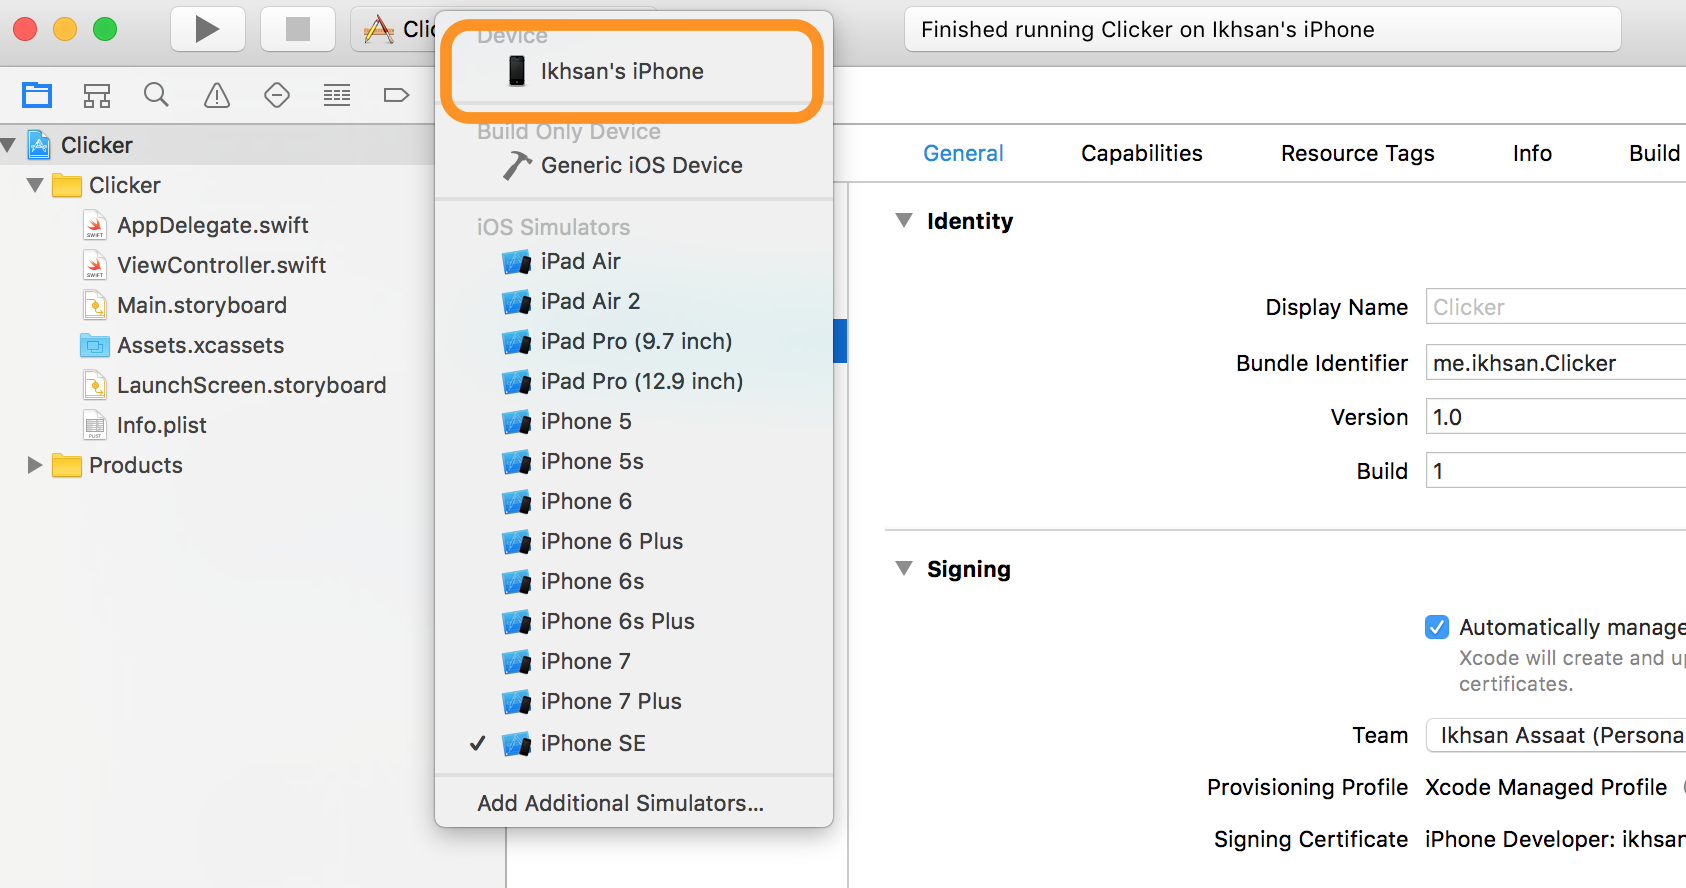 Finished running Clicker on Ikhsan's iPhone
Device
Ikhsan's iPhone
Build Only Device
Generic iOS Device
iOS Simulators
iPad Air
iPad Air 2
iPad Pro (9.7 inch)
iPad Pro (12.9 inch)
iPhone 5
iPhone 5s
iPhone 6
iPhone 6 Plus
iPhone 6s
iPhone 6s Plus
iPhone 7
iPhone 7 Plus
iPhone SE
Add Additional Simulators...
Clicker
Clicker
AppDelegate.swift
ViewController.swift
Main.storyboard
Assets.xcassets
LaunchScreen.storyboard
Info.plist
Products
General Capabilities Resource Tags Info Build
Identity
Display Name Clicker
Bundle Identifier me.ikhsan.Clicker
Version 1.0
Build 1
Signing
Automatically manage
Xcode will create and up
certificates.
Team Ikhsan Assaat (Persona
Provisioning Profile Xcode Managed Profile
Signing Certificate iPhone Developer: ikhsan